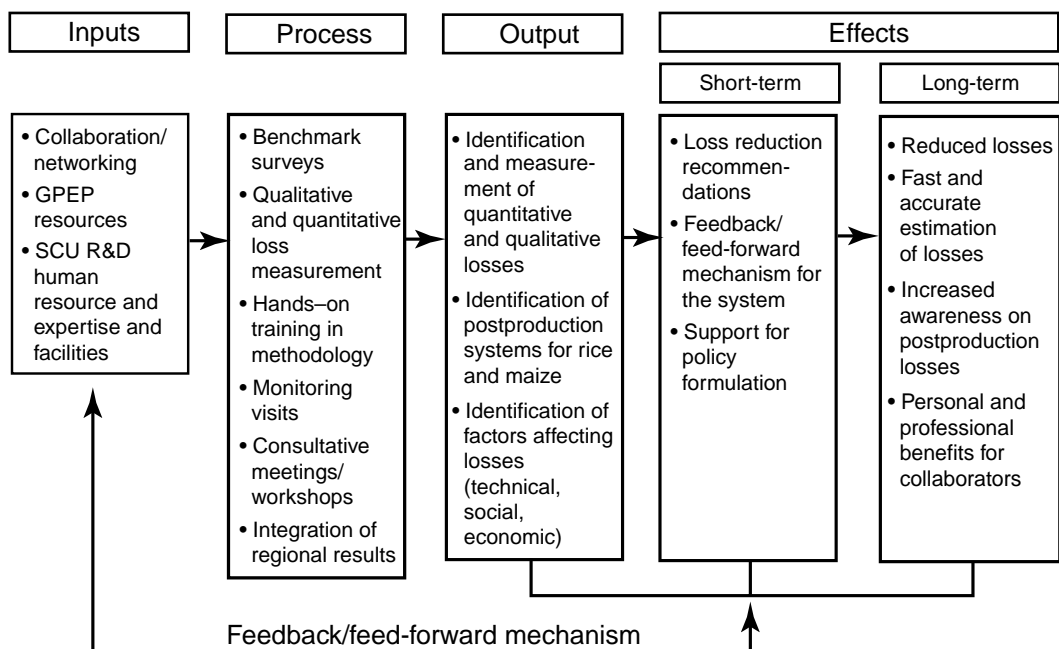 Inputs
Process
Output
Effects
Short-term
Long-term
• Collaboration/
networking
• GPEP
resources
• SCU R&D
human
resource and
expertise and
facilities
• Benchmark
surveys
• Qualitative
and quantitative
loss
measurement
• Hands–on
training in
methodology
• Monitoring
visits
• Consultative
meetings/
workshops
• Integration of
regional results
• Identification
and measure-
ment of
quantitative
and qualitative
losses
• Identification of
postproduction
systems for rice
and maize
• Identification of
factors affecting
losses
(technical,
social,
economic)
• Loss reduction
recommen-
dations
• Feedback/
feed-forward
mechanism for
the system
• Support for
policy
formulation
• Reduced losses
• Fast and
accurate
estimation
of losses
• Increased
awareness on
postproduction
losses
• Personal and
professional
benefits for
collaborators
Feedback/feed-forward mechanism